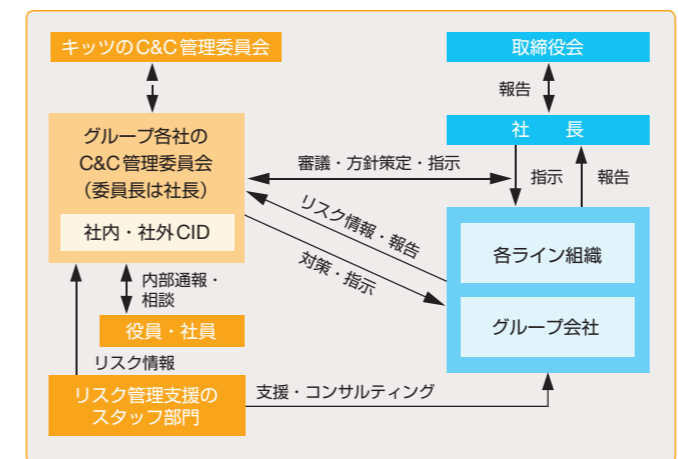 キッツのC&C管理委員会
取締役会
報告
社 長
グループ各社の
C&C管理委員会
（委員長は社長）
社内・社外CID
審議・方針策定・指示
指示
報告
リスク情報・報告
対策・指示
各ライン組織
グループ会社
内部通報・
相談
役員・社員
リスク情報
リスク管理支援の
スタッフ部門
支援・コンサルティング